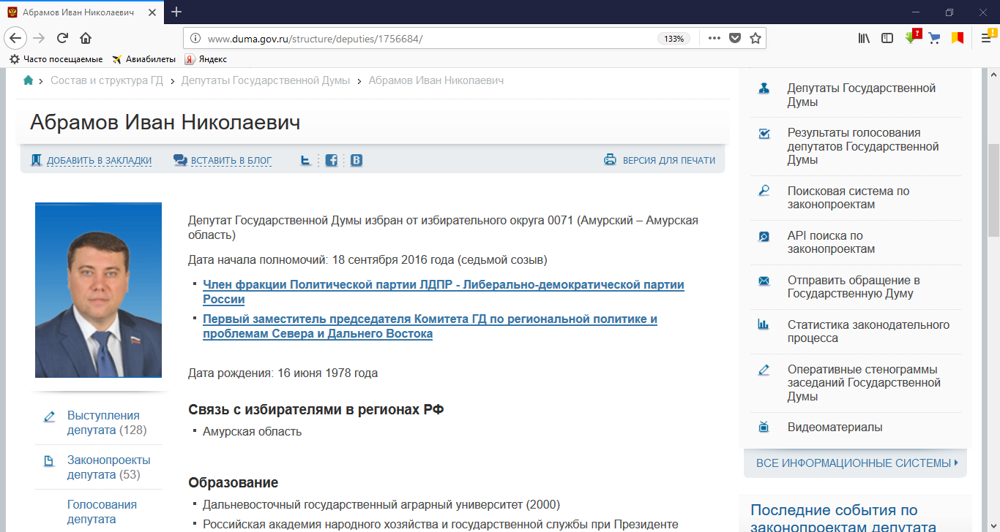 Абрамов Иван Николаевич
www.duma.gov.ru/structure/deputies/1756684/
133%
Часто посещаемые
Авиабилеты
Яндекс
Состав и структура ГД
Депутаты Государственной Думы
Абрамов Иван Николаевич
Абрамов Иван Николаевич
ДОБАВИТЬ В ЗАКЛАДКИ
ВСТАВИТЬ В БЛОГ
ВЕРСИЯ ДЛЯ ПЕЧАТИ
Депутат Государственной Думы избран от избирательного округа 0071 (Амурский – Амурская
область)
Дата начала полномочий: 18 сентября 2016 года (седьмой созыв)
Член фракции Политической партии ЛДПР - Либерально-демократической партии
России
Первый заместитель председателя Комитета ГД по региональной политике и
проблемам Севера и Дальнего Востока
Дата рождения: 16 июня 1978 года
Связь с избирателями в регионах РФ
Амурская область
Образование
Дальневосточный государственный аграрный университет (2000)
Российская академия народного хозяйства и государственной службы при Президенте
Выступления
депутата (128)
Законопроекты
депутата (53)
Голосования
депутата
Депутаты Государственной
Думы
Результаты голосования
депутатов Государственной
Думы
Поисковая система по
законопроектам
API поиска по
законопроектам
Отправить обращение в
Государственную Думу
Статистика законодательного
процесса
Оперативные стенограммы
заседаний Государственной
Думы
Видеоматериалы
ВСЕ ИНФОРМАЦИОННЫЕ СИСТЕМЫ
Последние события по
законопроектам депутата